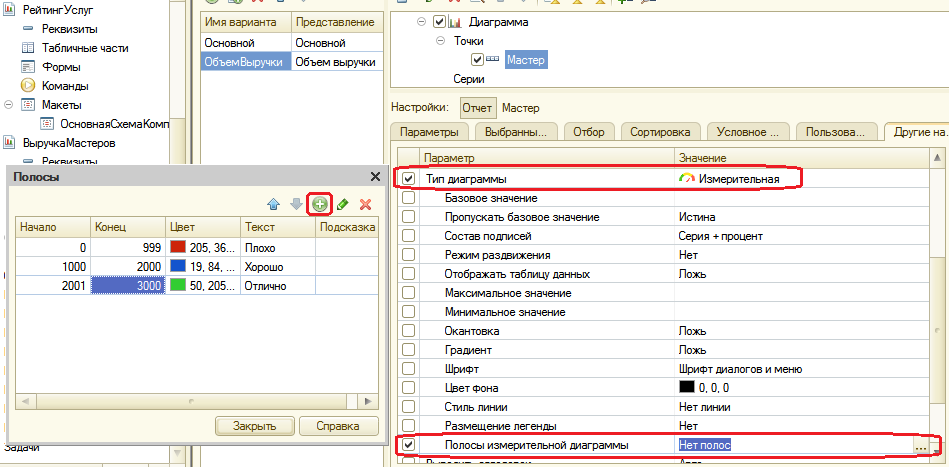 РейтингУслуг
Реквизиты
Табличные части
Формы
Команды
Макеты
ОсновнаяСхемаКомп
ВыручкаМастеров
Реквизиты
Имя варианта Представление
Основной Основной
ОбъемВыручки Объем выручки
Диаграмма
Точки
Мастер
Серии
Настройки: Отчет Мастер
Параметры Выбранны... Отбор Сортировка Условное ... Пользова... Другие на...
Параметр Значение
Тип диаграммы Измерительная
Базовое значение
Пропускать базовое значение Истина
Состав подписей Серия + процент
Режим раздвижения Нет
Отображать таблицу данных Ложь
Максимальное значение
Минимальное значение
Окантовка Ложь
Градиент Ложь
Шрифт Шрифт диалогов и меню
Цвет фона 0, 0, 0
Стиль линии Нет линии
Размещение легенды Нет
Полосы измерительной диаграммы Нет полос ...
Полосы
Начало Конец Цвет Текст Подсказка
0 999 205, 36... Плохо
1000 2000 19, 84, ... Хорошо
2001 3000 50, 205... Отлично
Закрыть Справка
Задачи